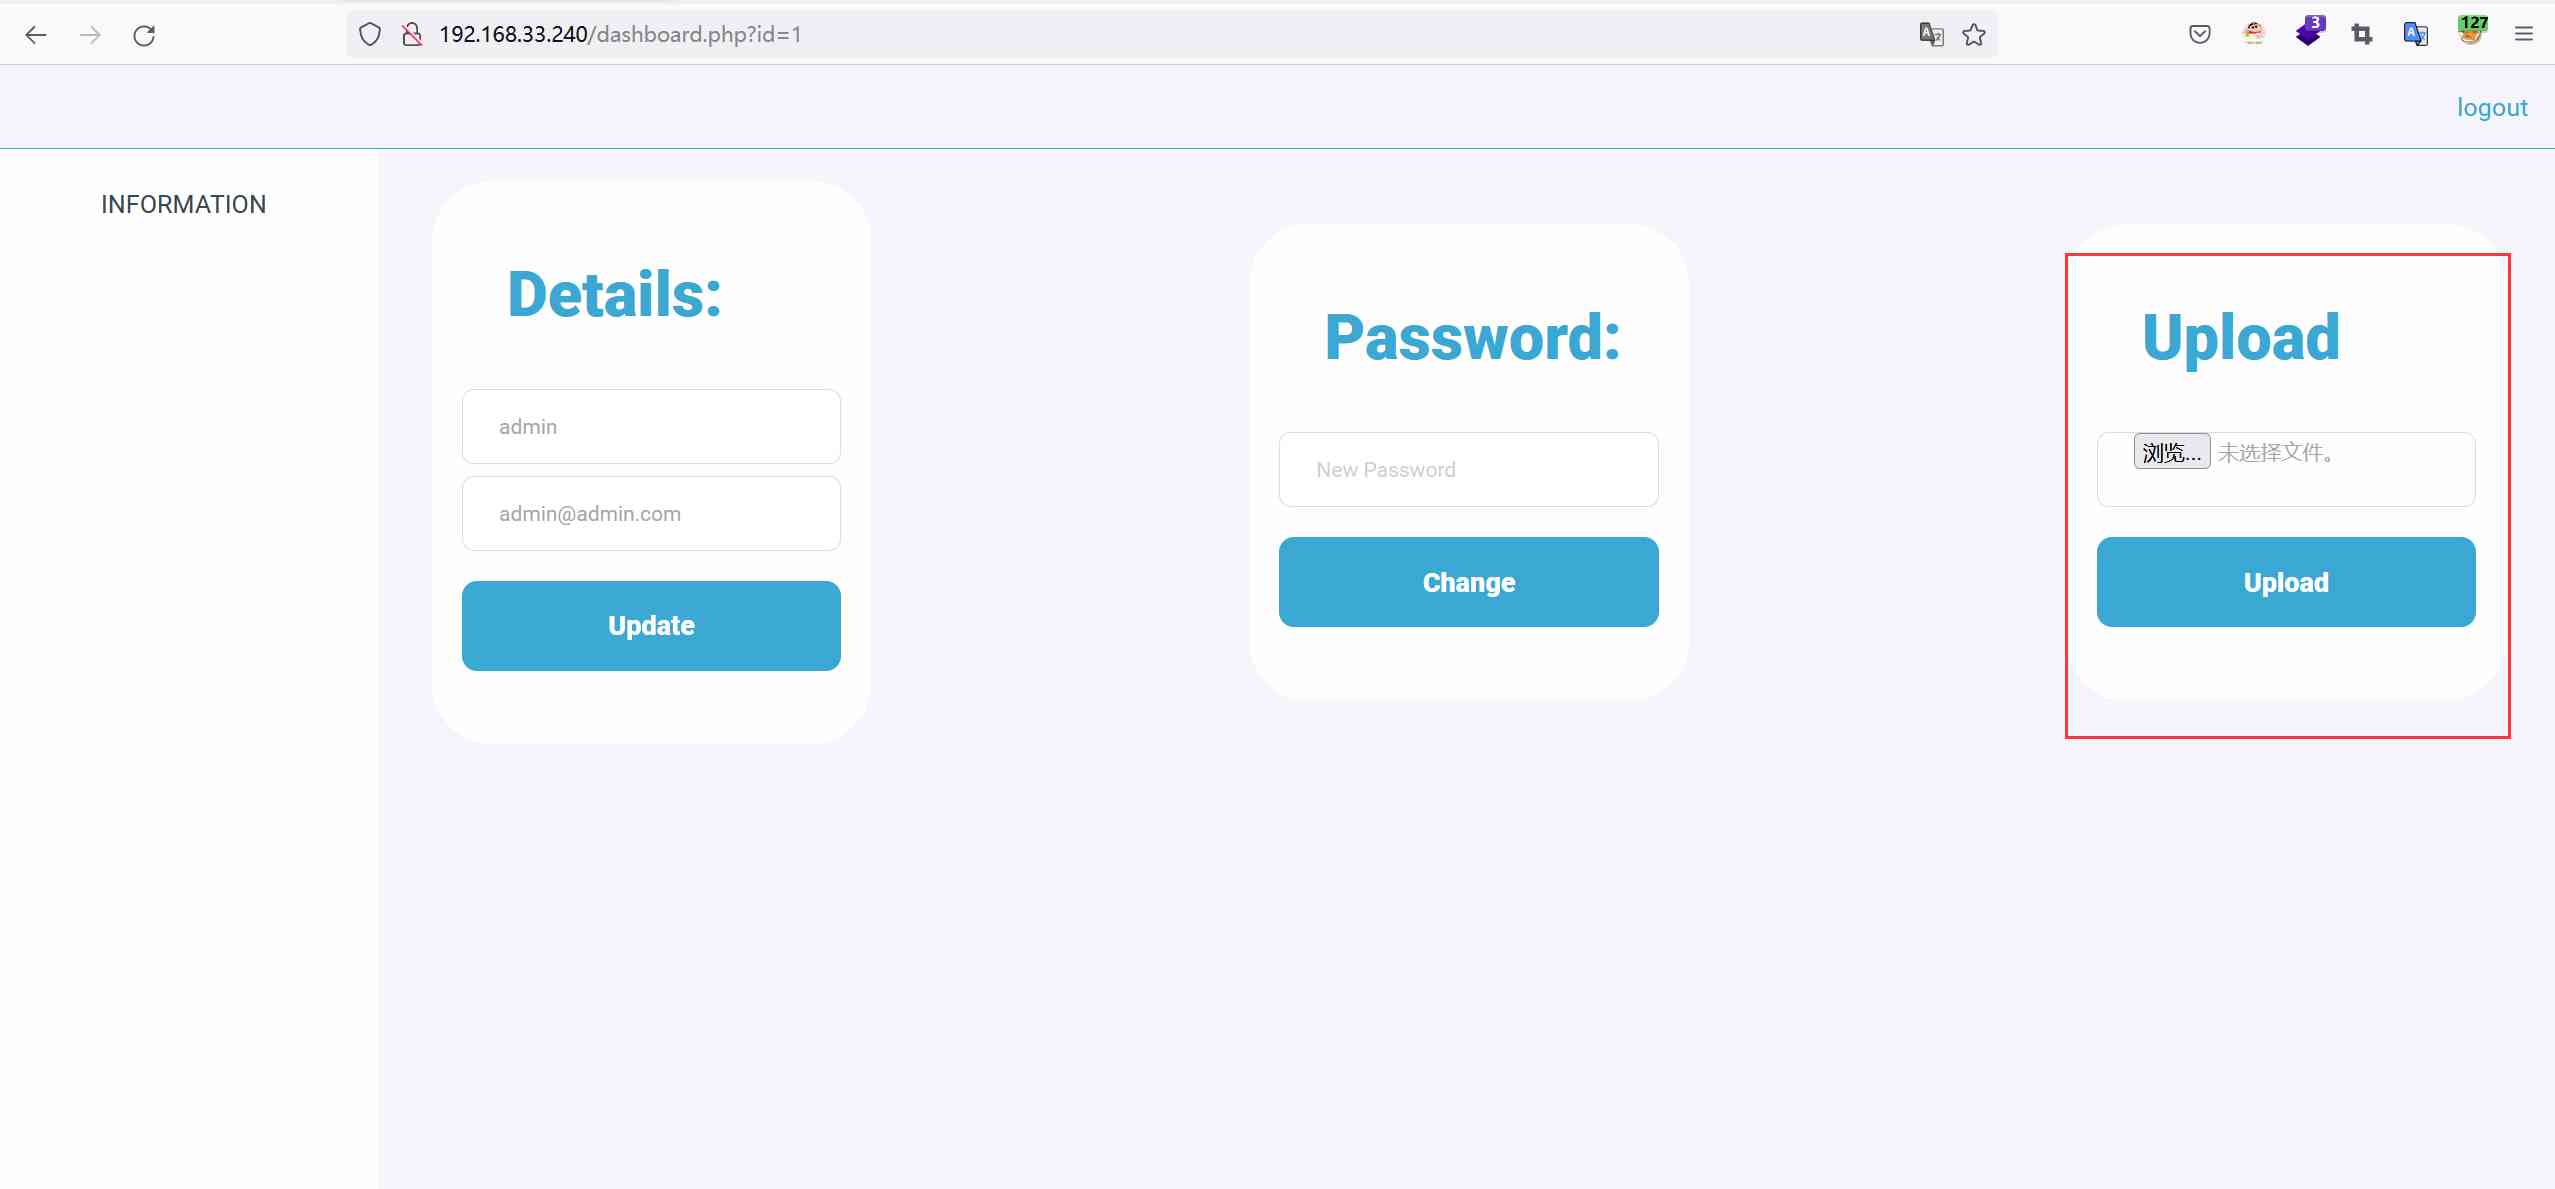 192.168.33.240/dashboard.php?id=1
3
127
logout
INFORMATION
Details:
admin
admin@admin.com
Update
Password:
New Password
Change
Upload
浏览... 未选择文件。
Upload